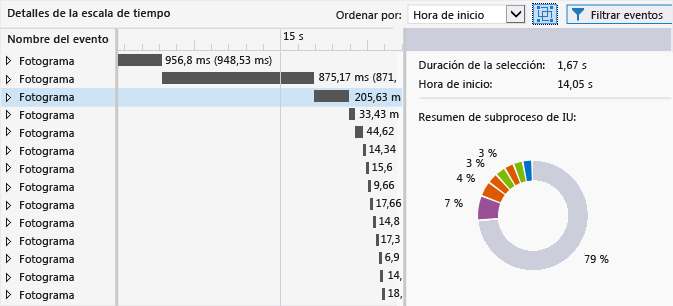 Detalles de la escala de tiempo
Ordenar por: Hora de inicio Filtrar eventos
Nombre del evento
15 s
Fotograma 956,8 ms (948,53 ms)
Fotograma 875,17 ms (871,
Fotograma 205,63 m
Fotograma 33,43 m
Fotograma 44,62
Fotograma 14,34
Fotograma 15,6
Fotograma 9,66
Fotograma 17,66
Fotograma 14,8
Fotograma 17,3
Fotograma 6,9
Fotograma 14,
Fotograma 18,
Duración de la selección: 1,67 s
Hora de inicio: 14,05 s
Resumen de subproceso de IU:
3 %
3 %
4 %
7 %
79 %